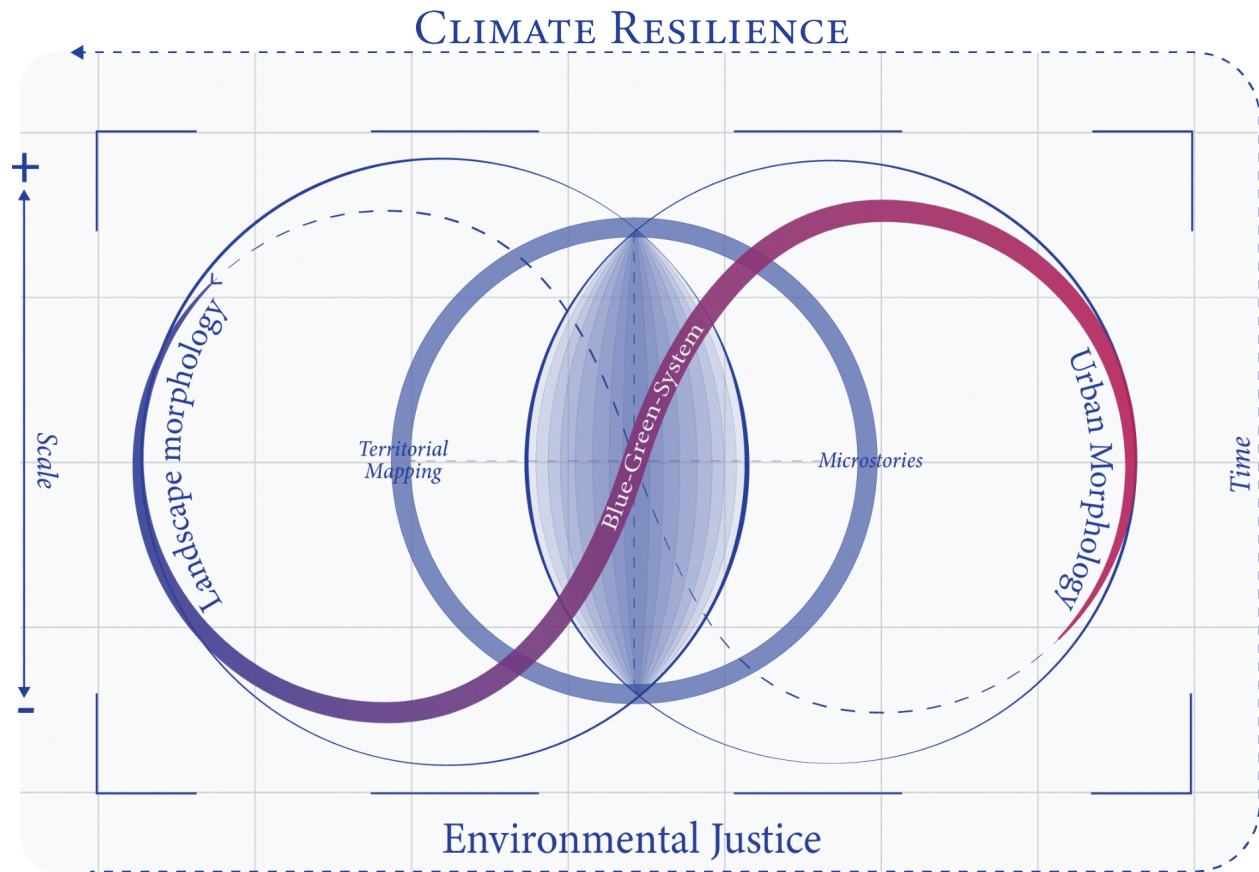 CLIMATE RESILIENCE
+
Scale
-
Landscape morphology
Territorial
Mapping
Blue-Green-System
Microstories
Urban Morphology
Time
Environmental Justice